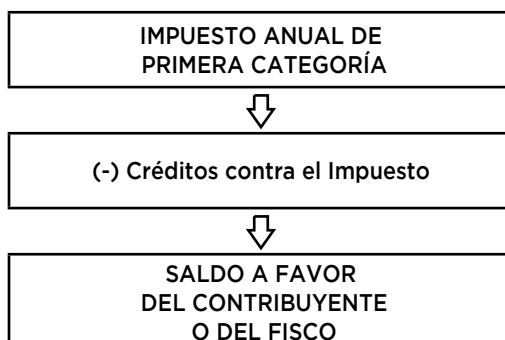 IMPUESTO ANUAL DE
PRIMERA CATEGORÍA
(-) Créditos contra el Impuesto
SALDO A FAVOR
DEL CONTRIBUYENTE
O DEL FISCO